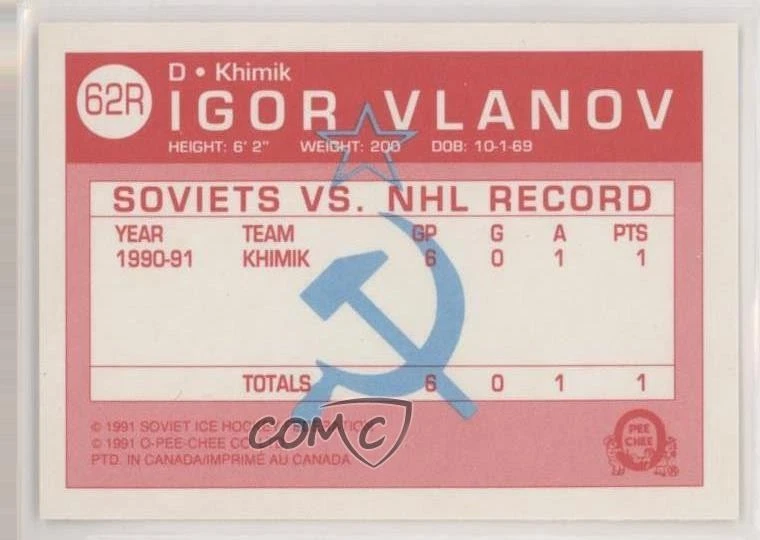 62R
D • Khimik
IGOR VLANOV
HEIGHT: 6' 2" WEIGHT: 200 DOB: 10-1-69
SOVIETS VS. NHL RECORD
YEAR TEAM GP G A PTS
1990-91 KHIMIK 6 0 1 1
TOTALS 6 0 1 1
© 1991 SOVIET ICE HOCKEY FEDERATION
© 1991 O-PEE-CHEE CO
PTD. IN CANADA/IMPRIMÉ AU CANADA
COMC
O
PEE
CHEE